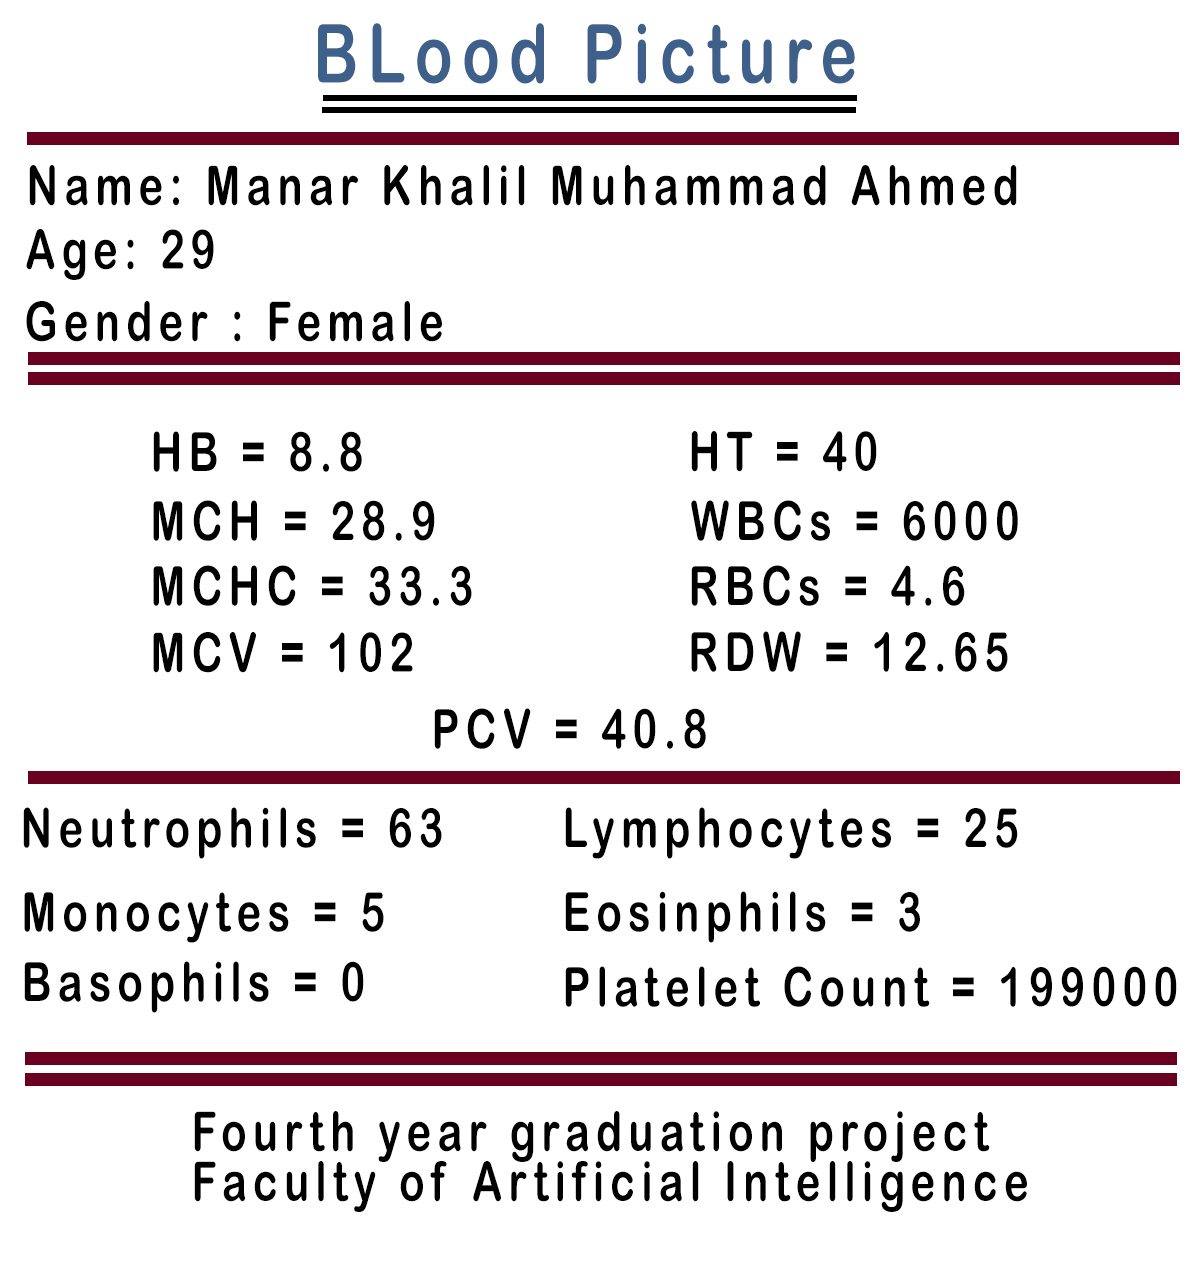 BLood Picture
Name: Manar Khalil Muhammad Ahmed
Age: 29
Gender : Female
HB = 8.8
HT = 40
MCH = 28.9
WBCs = 6000
MCHC = 33.3
RBCs = 4.6
MCV = 102
RDW = 12.65
PCV = 40.8
Neutrophils = 63
Lymphocytes = 25
Monocytes = 5
Eosinphils = 3
Basophils = 0
Platelet Count = 199000
Fourth year graduation project
Faculty of Artificial Intelligence